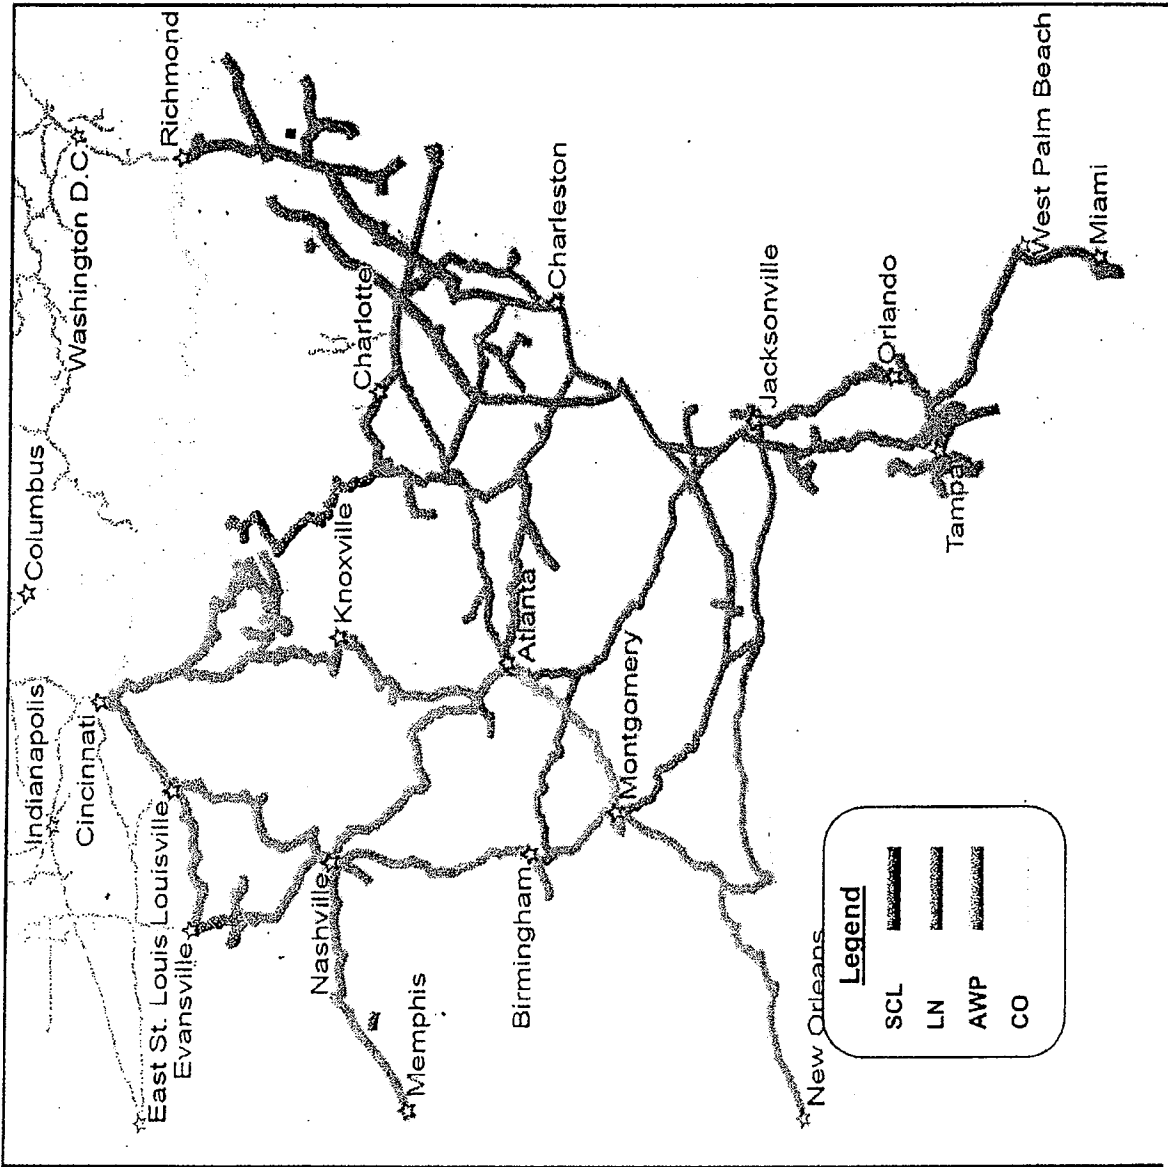 Columbus
Indianapolis
Cincinnati
Washington D.C.
Richmond
East St. Louis Louisville
Evansville
Knoxville
Charlotte
Nashville
Memphis
Atlanta
Charleston
Birmingham
Montgomery
Jacksonville
New Orleans
Orlando
Tampa
West Palm Beach
Miami
Legend
SCL
LN
AWP
CO